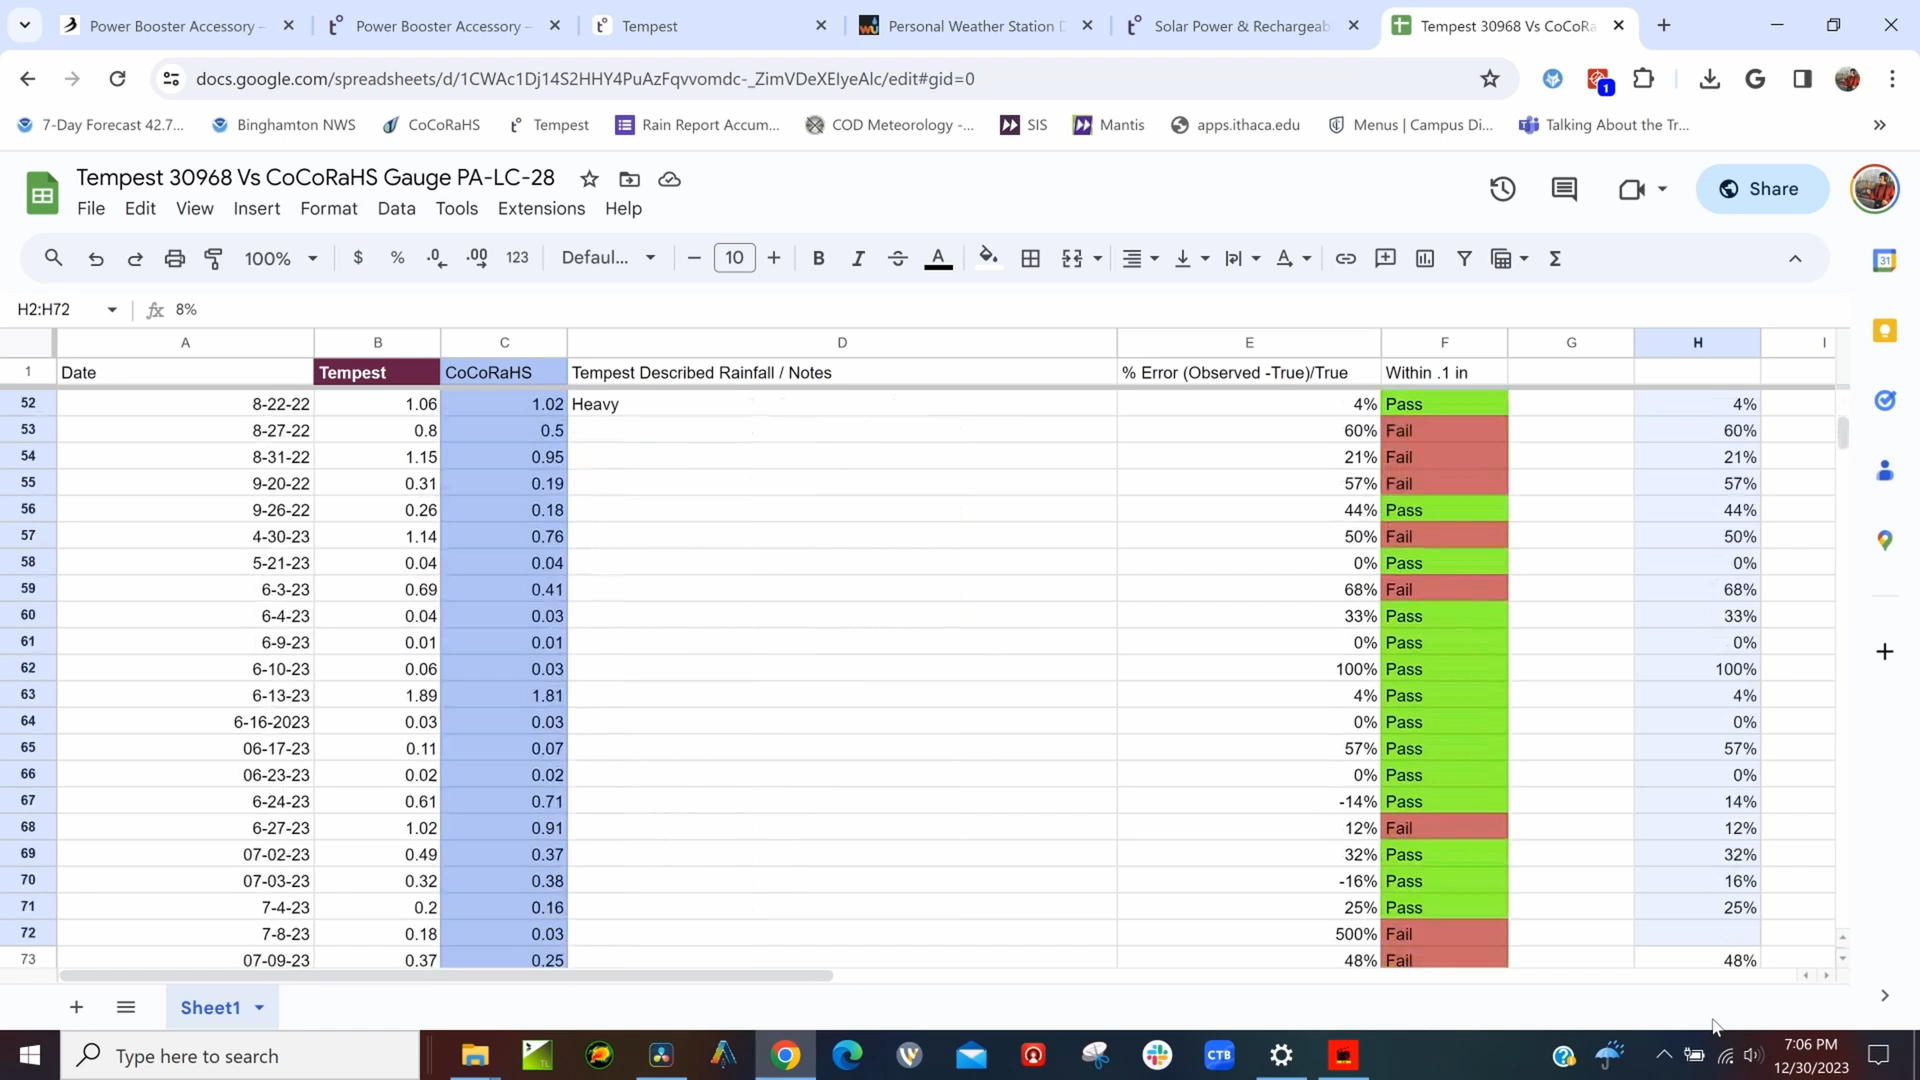 Power Booster Accessory – Power Booster Accessory – Tempest Personal Weather Station D Solar Power & Rechargeab Tempest 30968 Vs CoCoRa
docs.google.com/spreadsheets/d/1CWAc1Dj14S2HHY4PuAzFqvvomdc-_ZimVDeXEIyeAlc/edit#gid=0 1
7-Day Forecast 42.7... Binghamton NWS CoCoRaHS Tempest Rain Report Accum... COD Meteorology -... SIS Mantis apps.ithaca.edu Menus | Campus Di... Talking About the Tr... »
Tempest 30968 Vs CoCoRaHS Gauge PA-LC-28 Share
File Edit View Insert Format Data Tools Extensions Help
100% $ % .0 .00 123 Defaul... − 10 + B I A Σ 31
H2:H72 fx 8%
A B C D E F G H I
1 Date Tempest CoCoRaHS Tempest Described Rainfall / Notes % Error (Observed -True)/True Within .1 in
52 8-22-22 1.06 1.02 Heavy 4% Pass 4%
53 8-27-22 0.8 0.5 60% Fail 60%
54 8-31-22 1.15 0.95 21% Fail 21%
55 9-20-22 0.31 0.19 57% Fail 57%
56 9-26-22 0.26 0.18 44% Pass 44%
57 4-30-23 1.14 0.76 50% Fail 50%
58 5-21-23 0.04 0.04 0% Pass 0%
59 6-3-23 0.69 0.41 68% Fail 68%
60 6-4-23 0.04 0.03 33% Pass 33%
61 6-9-23 0.01 0.01 0% Pass 0%
62 6-10-23 0.06 0.03 100% Pass 100%
63 6-13-23 1.89 1.81 4% Pass 4%
64 6-16-2023 0.03 0.03 0% Pass 0%
65 06-17-23 0.11 0.07 57% Pass 57%
66 06-23-23 0.02 0.02 0% Pass 0%
67 6-24-23 0.61 0.71 -14% Pass 14%
68 6-27-23 1.02 0.91 12% Fail 12%
69 07-02-23 0.49 0.37 32% Pass 32%
70 07-03-23 0.32 0.38 -16% Pass 16%
71 7-4-23 0.2 0.16 25% Pass 25%
72 7-8-23 0.18 0.03 500% Fail
73 07-09-23 0.37 0.25 48% Fail 48%
Sheet1
Type here to search CTB 7:06 PM
12/30/2023